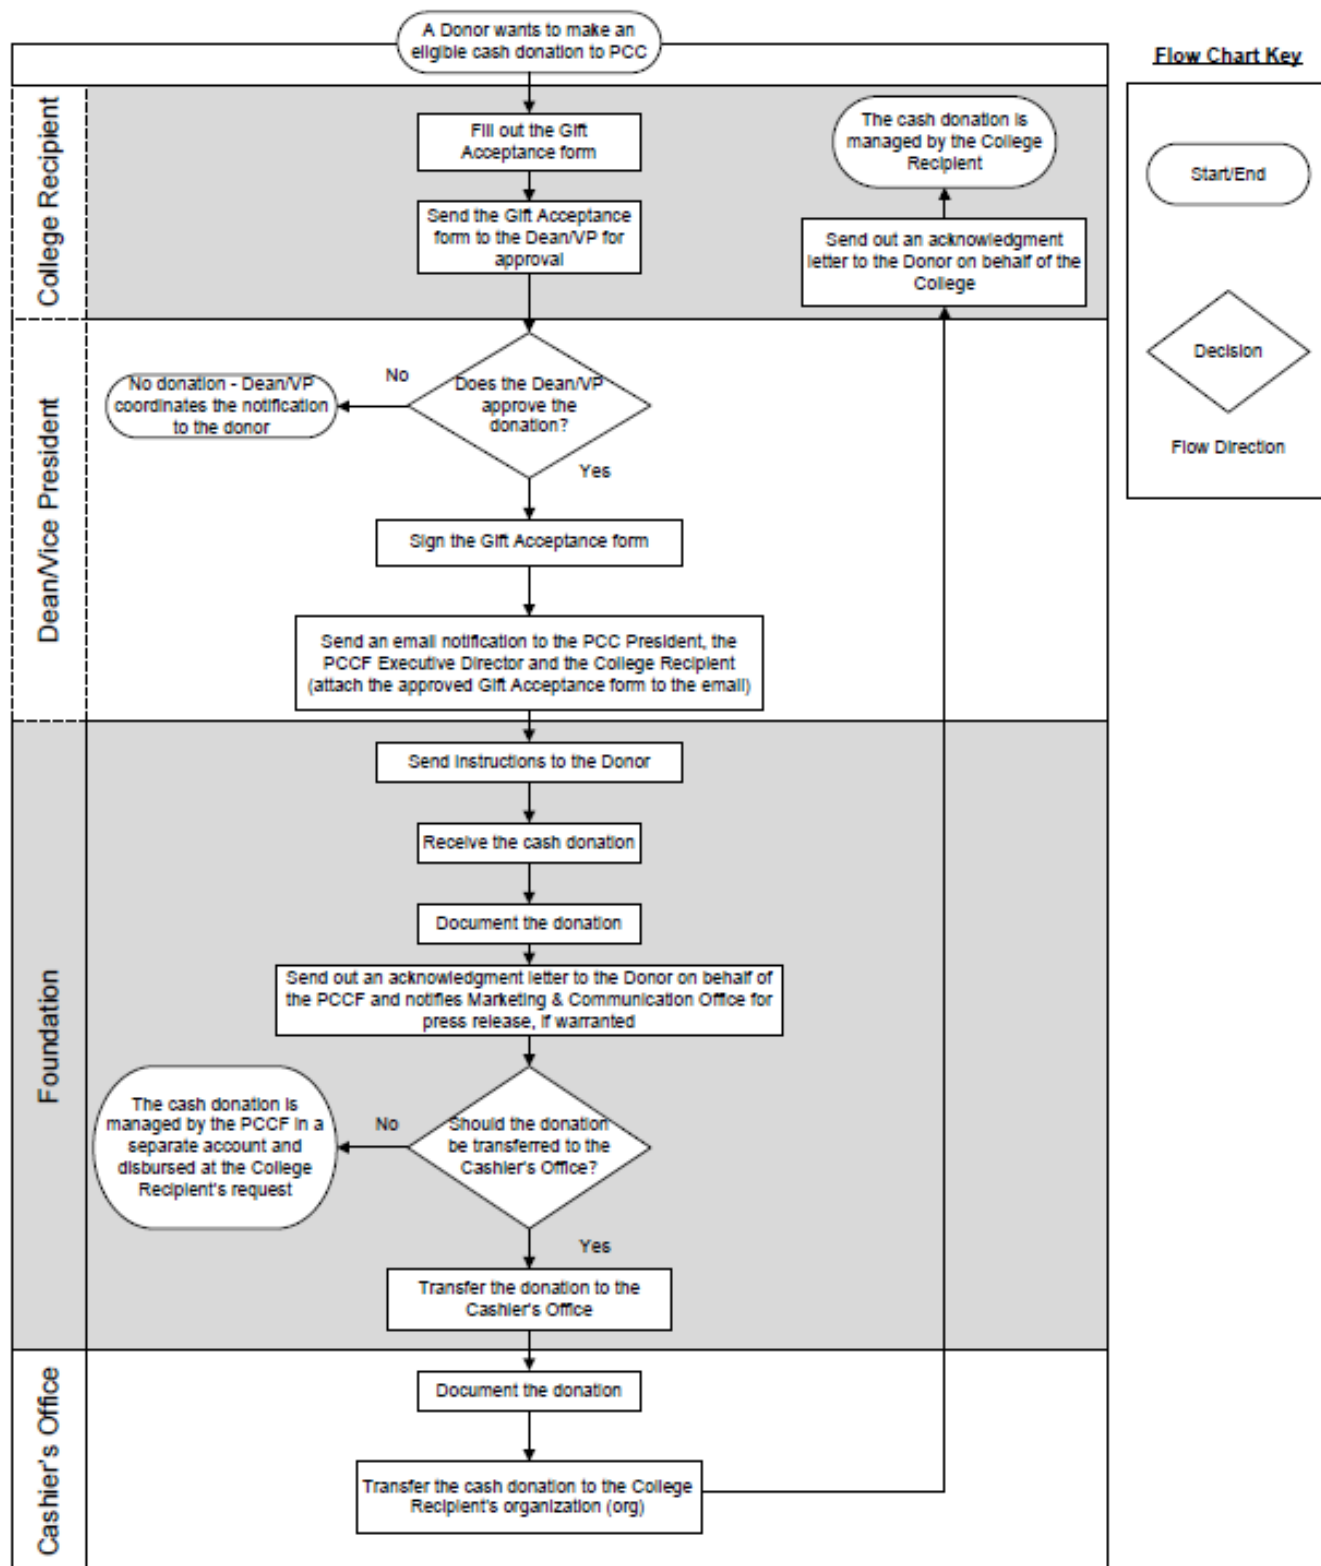 A Donor wants to make an
eligible cash donation to PCC
Flow Chart Key
College Recipient
Fill out the Gift
Acceptance form
Send the Gift Acceptance
form to the Dean/VP for
approval
The cash donation is
managed by the College
Recipient
Send out an acknowledgment
letter to the Donor on behalf of the
College
Start/End
Decision
Flow Direction
Dean/Vice President
Does the Dean/VP
approve the
donation?
No
No donation - Dean/VP
coordinates the notification
to the donor
Yes
Sign the Gift Acceptance form
Send an email notification to the PCC President, the
PCCF Executive Director and the College Recipient
(attach the approved Gift Acceptance form to the email)
Foundation
Send Instructions to the Donor
Receive the cash donation
Document the donation
Send out an acknowledgment letter to the Donor on behalf of
the PCCF and notifies Marketing & Communication Office for
press release, if warranted
Should the donation
be transferred to the
Cashier's Office?
No
The cash donation is
managed by the PCCF in a
separate account and
disbursed at the College
Recipient's request
Yes
Transfer the donation to the
Cashier's Office
Cashier's Office
Document the donation
Transfer the cash donation to the College
Recipient's organization (org)